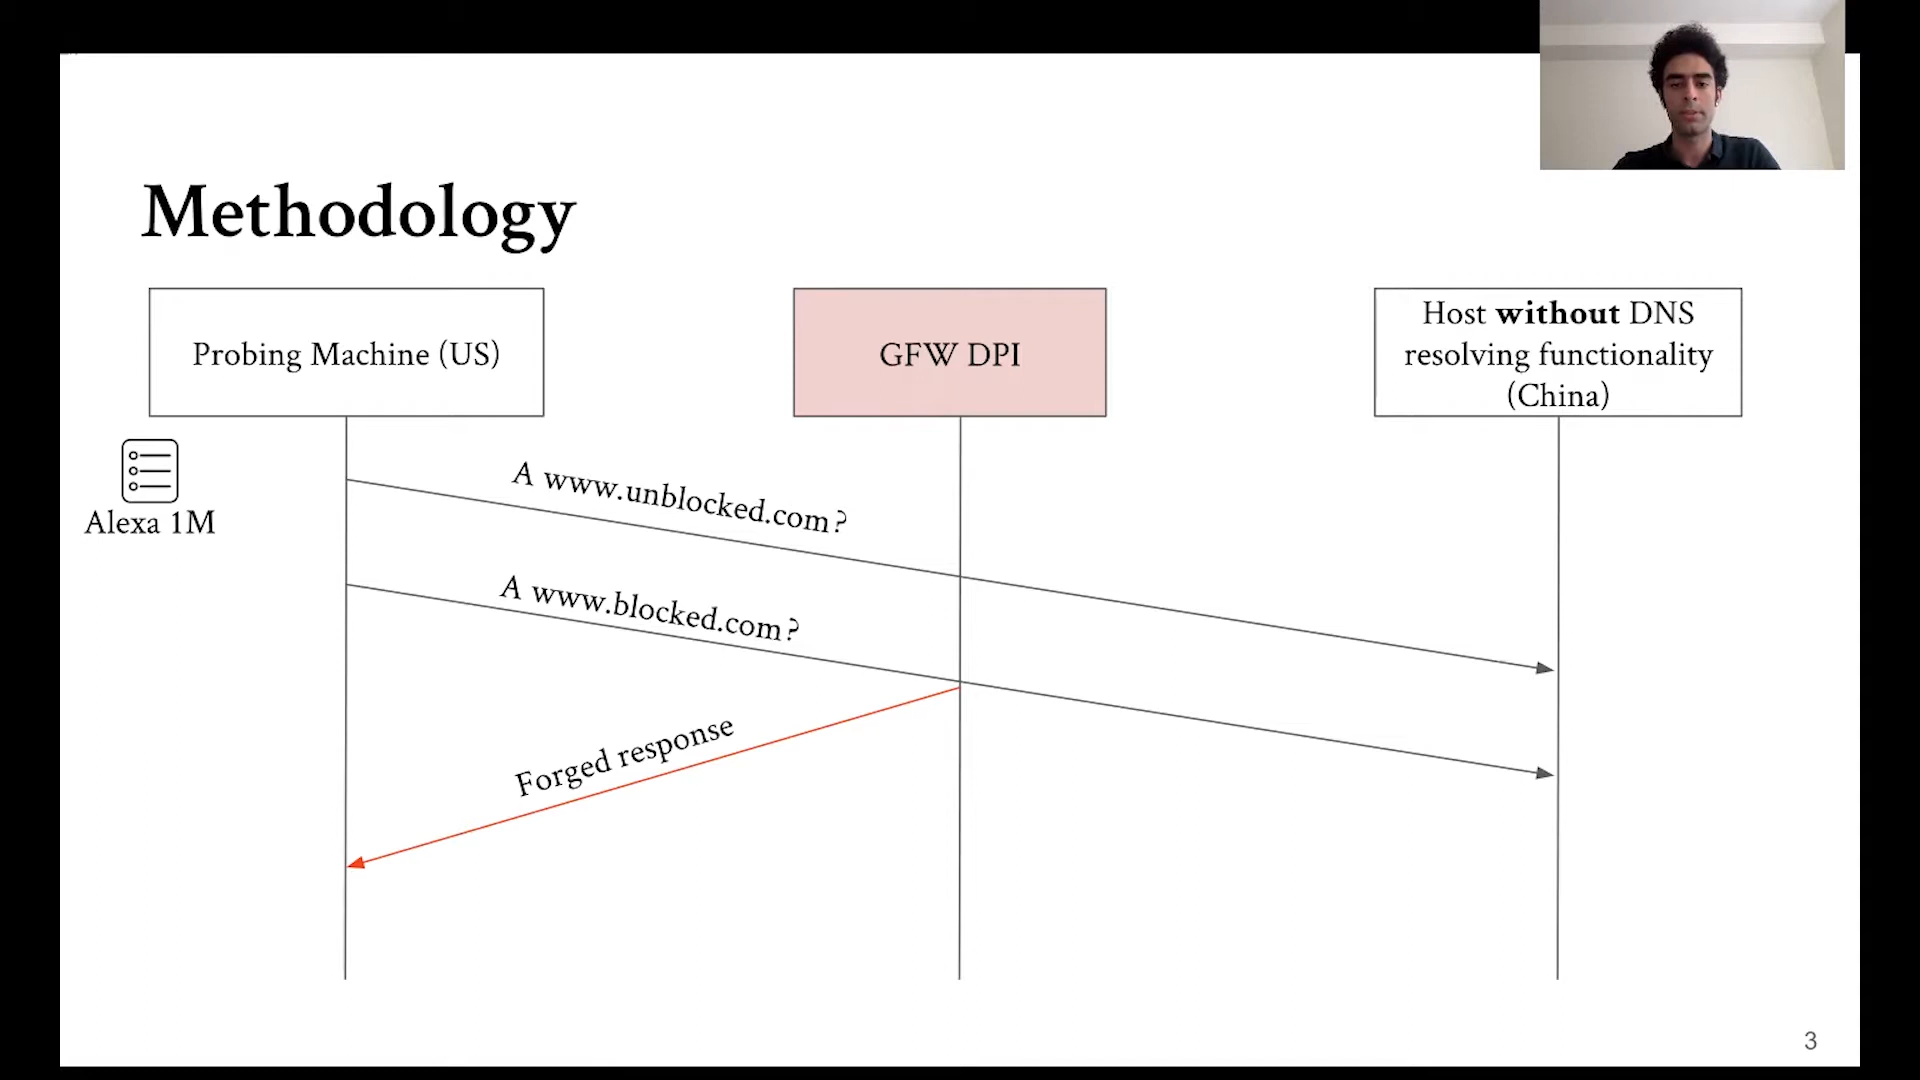 Methodology
Probing Machine (US)
GFW DPI
Host without DNS
resolving functionality
(China)
Alexa 1M
A www.unblocked.com?
A www.blocked.com?
Forged response
3